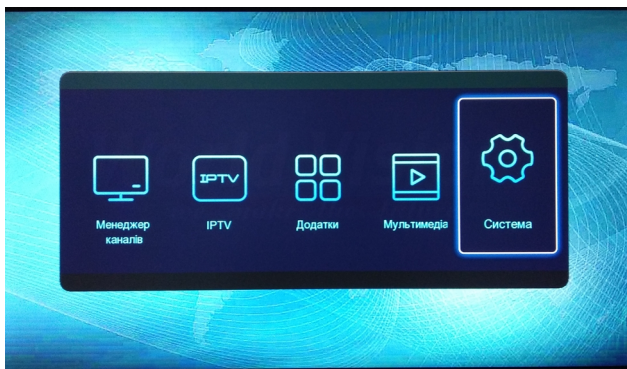 Менеджер
каналів
IPTV
IPTV
Додатки
Мультимедіа
Система